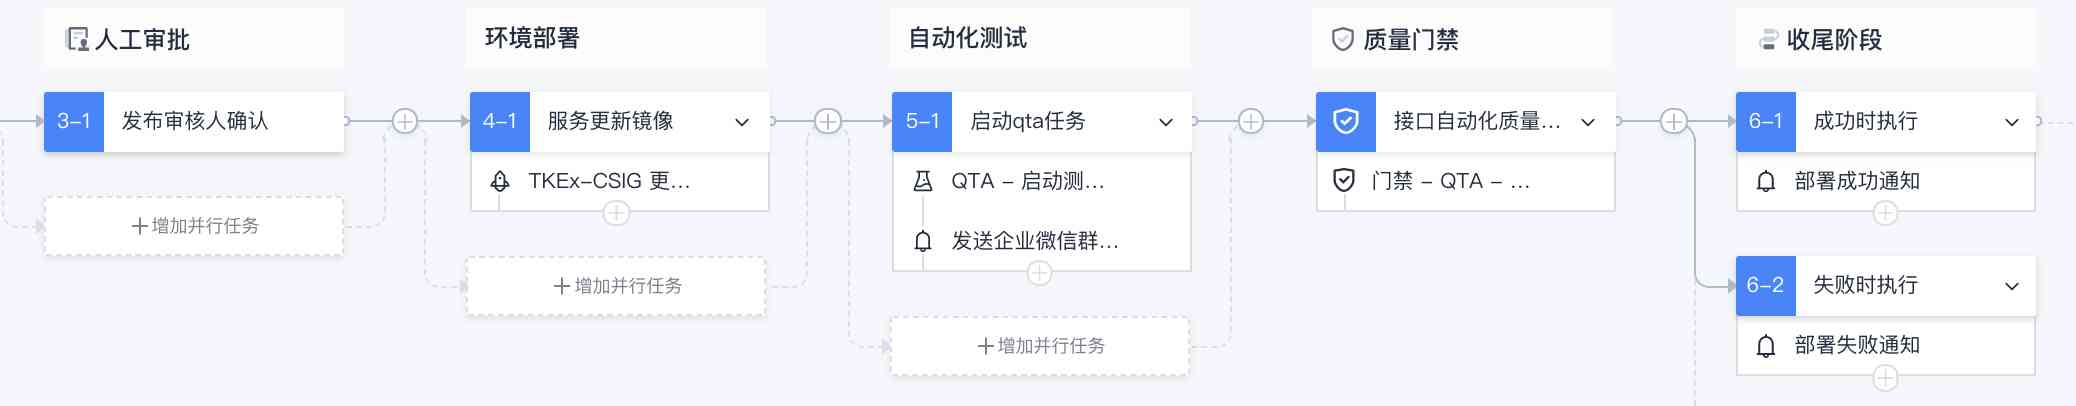 人工审批
3-1 发布审核人确认
增加并行任务
环境部署
4-1 服务更新镜像
TKEx-CSIG 更...
增加并行任务
自动化测试
5-1 启动qta任务
QTA - 启动测...
发送企业微信群...
增加并行任务
质量门禁
接口自动化质量...
门禁 - QTA - ...
收尾阶段
6-1 成功时执行
部署成功通知
6-2 失败时执行
部署失败通知